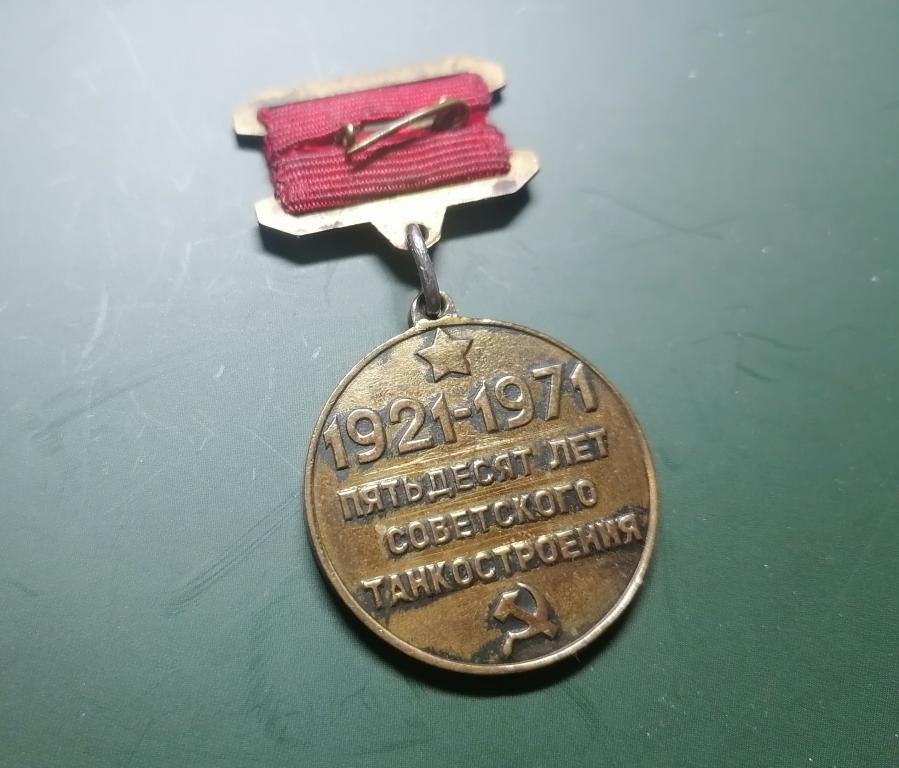 1921-1971
ПЯТЬДЕСЯТ ЛЕТ
СОВЕТСКОГО
ТАНКОСТРОЕНИЯ